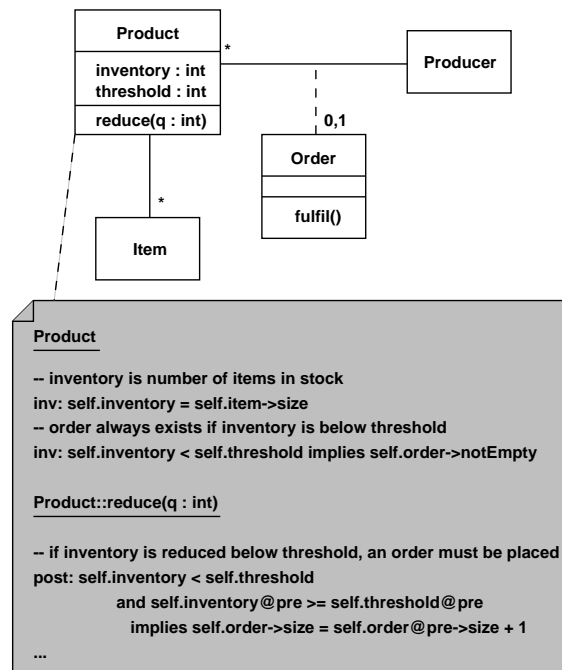 Product
*
inventory : int
threshold : int
Producer
reduce(q : int)
0,1
Order
fulfil()
*
Item
Product
-- inventory is number of items in stock
inv: self.inventory = self.item->size
-- order always exists if inventory is below threshold
inv: self.inventory < self.threshold implies self.order->notEmpty
Product::reduce(q : int)
-- if inventory is reduced below threshold, an order must be placed
post: self.inventory < self.threshold
and self.inventory@pre >= self.threshold@pre
implies self.order->size = self.order@pre->size + 1
...